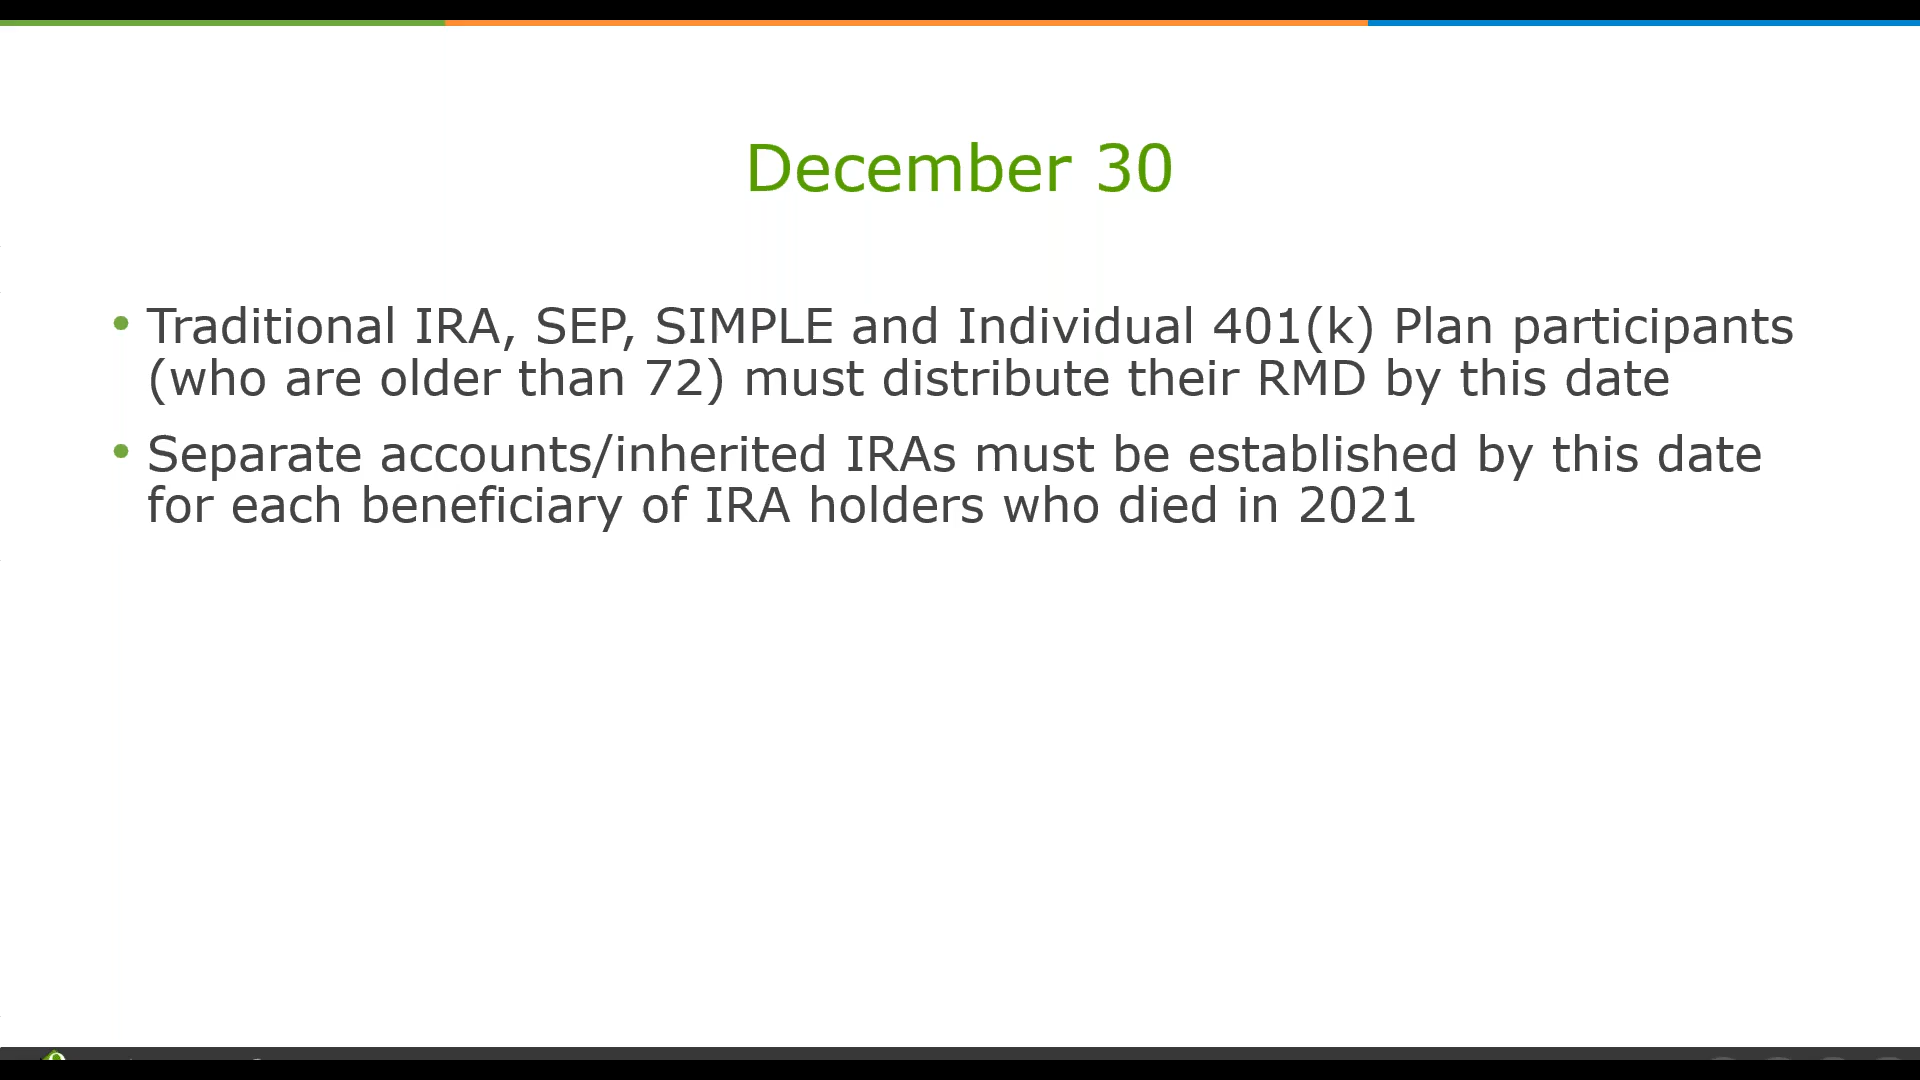 December 30
• Traditional IRA, SEP, SIMPLE and Individual 401(k) Plan participants
(who are older than 72) must distribute their RMD by this date
• Separate accounts/inherited IRAs must be established by this date
for each beneficiary of IRA holders who died in 2021